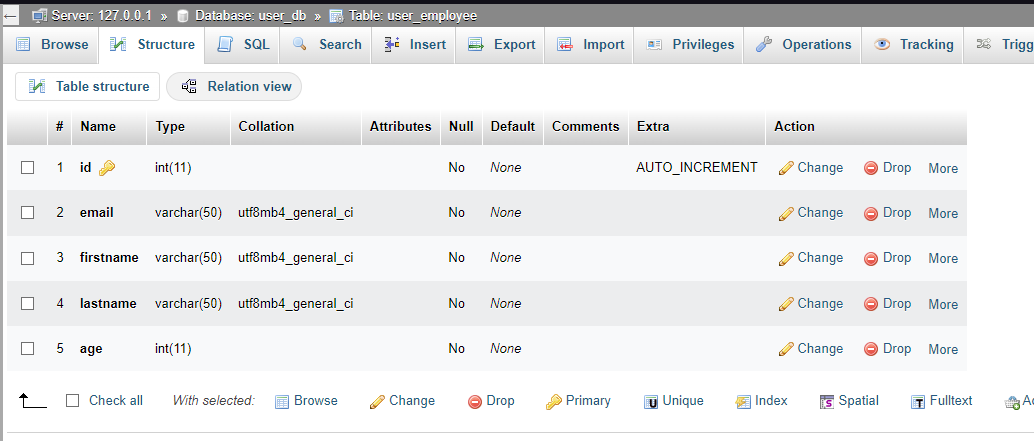 Server: 127.0.0.1 » Database: user_db » Table: user_employee
Browse Structure SQL Search Insert Export Import Privileges Operations Tracking Trigg
Table structure Relation view
# Name Type Collation Attributes Null Default Comments Extra Action
1 id int(11) No None AUTO_INCREMENT Change Drop More
2 email varchar(50) utf8mb4_general_ci No None Change Drop More
3 firstname varchar(50) utf8mb4_general_ci No None Change Drop More
4 lastname varchar(50) utf8mb4_general_ci No None Change Drop More
5 age int(11) No None Change Drop More
Check all With selected: Browse Change Drop Primary Unique Index Spatial Fulltext